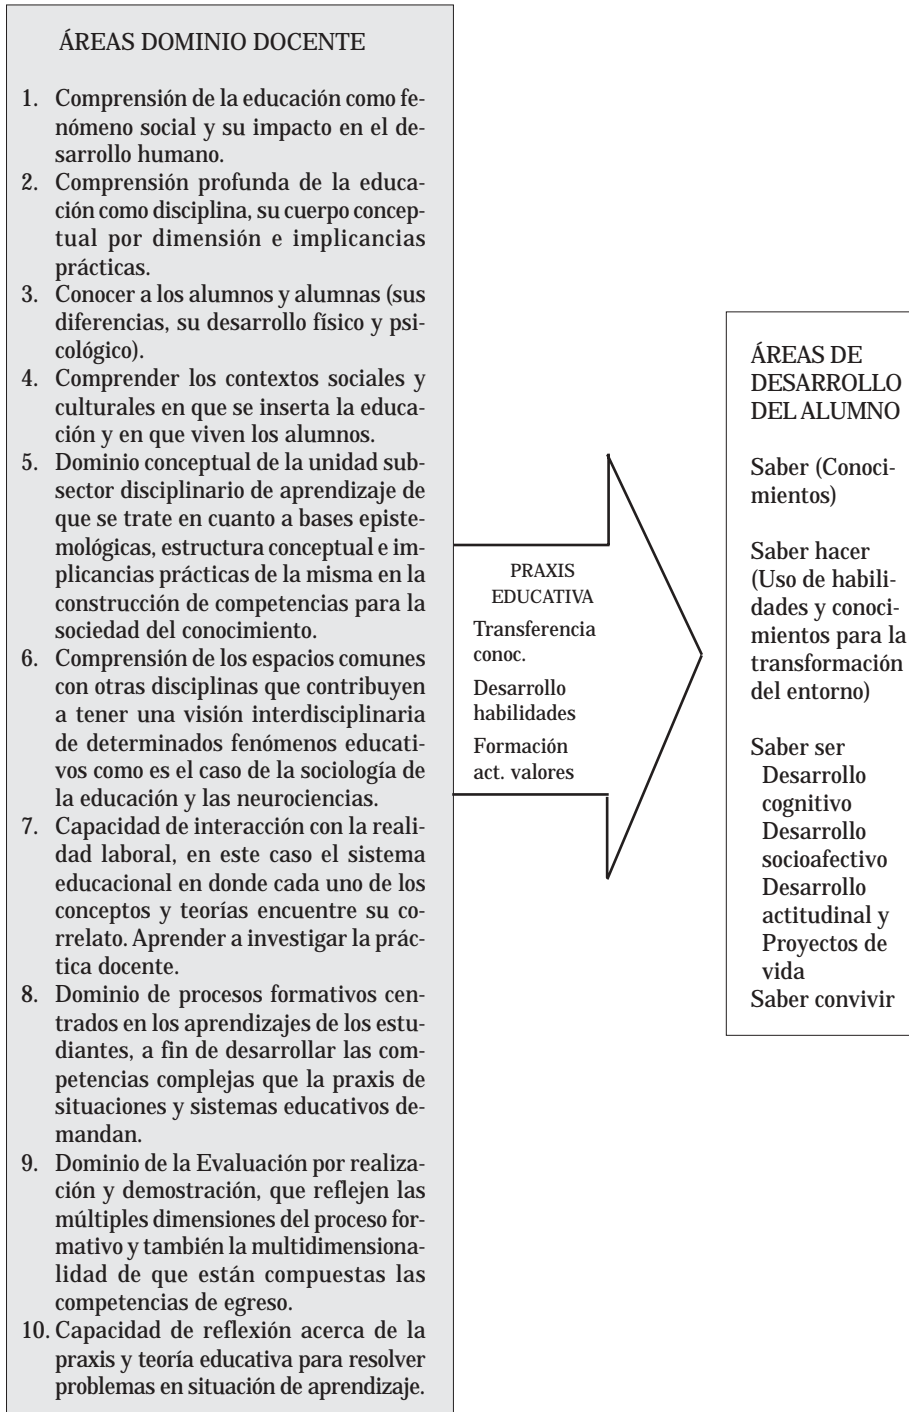 ÁREAS DOMINIO DOCENTE
1. Comprensión de la educación como fe-
nómeno social y su impacto en el de-
sarrollo humano.
2. Comprensión profunda de la educa-
ción como disciplina, su cuerpo concep-
tual por dimensión e implicancias
prácticas.
3. Conocer a los alumnos y alumnas (sus
diferencias, su desarrollo físico y psi-
cológico).
4. Comprender los contextos sociales y
culturales en que se inserta la educa-
ción y en que viven los alumnos.
5. Dominio conceptual de la unidad sub-
sector disciplinario de aprendizaje de
que se trate en cuanto a bases episte-
mológicas, estructura conceptual e im-
plicancias prácticas de la misma en la
construcción de competencias para la
sociedad del conocimiento.
6. Comprensión de los espacios comunes
con otras disciplinas que contribuyen
a tener una visión interdisciplinaria
de determinados fenómenos educati-
vos como es el caso de la sociología de
la educación y las neurociencias.
7. Capacidad de interacción con la reali-
dad laboral, en este caso el sistema
educacional en donde cada uno de los
conceptos y teorías encuentre su co-
rrelato. Aprender a investigar la prác-
tica docente.
8. Dominio de procesos formativos cen-
trados en los aprendizajes de los estu-
diantes, a fin de desarrollar las com-
petencias complejas que la praxis de
situaciones y sistemas educativos de-
mandan.
9. Dominio de la Evaluación por realiza-
ción y demostración, que reflejen las
múltiples dimensiones del proceso for-
mativo y también la multidimensiona-
lidad de que están compuestas las
competencias de egreso.
10. Capacidad de reflexión acerca de la
praxis y teoría educativa para resolver
problemas en situación de aprendizaje.
PRAXIS
EDUCATIVA
Transferencia
conoc.
Desarrollo
habilidades
Formación
act. valores
ÁREAS DE
DESARROLLO
DEL ALUMNO
Saber (Conoci-
mientos)
Saber hacer
(Uso de habili-
dades y conoci-
mientos para la
transformación
del entorno)
Saber ser
Desarrollo
cognitivo
Desarrollo
socioafectivo
Desarrollo
actitudinal y
Proyectos de
vida
Saber convivir